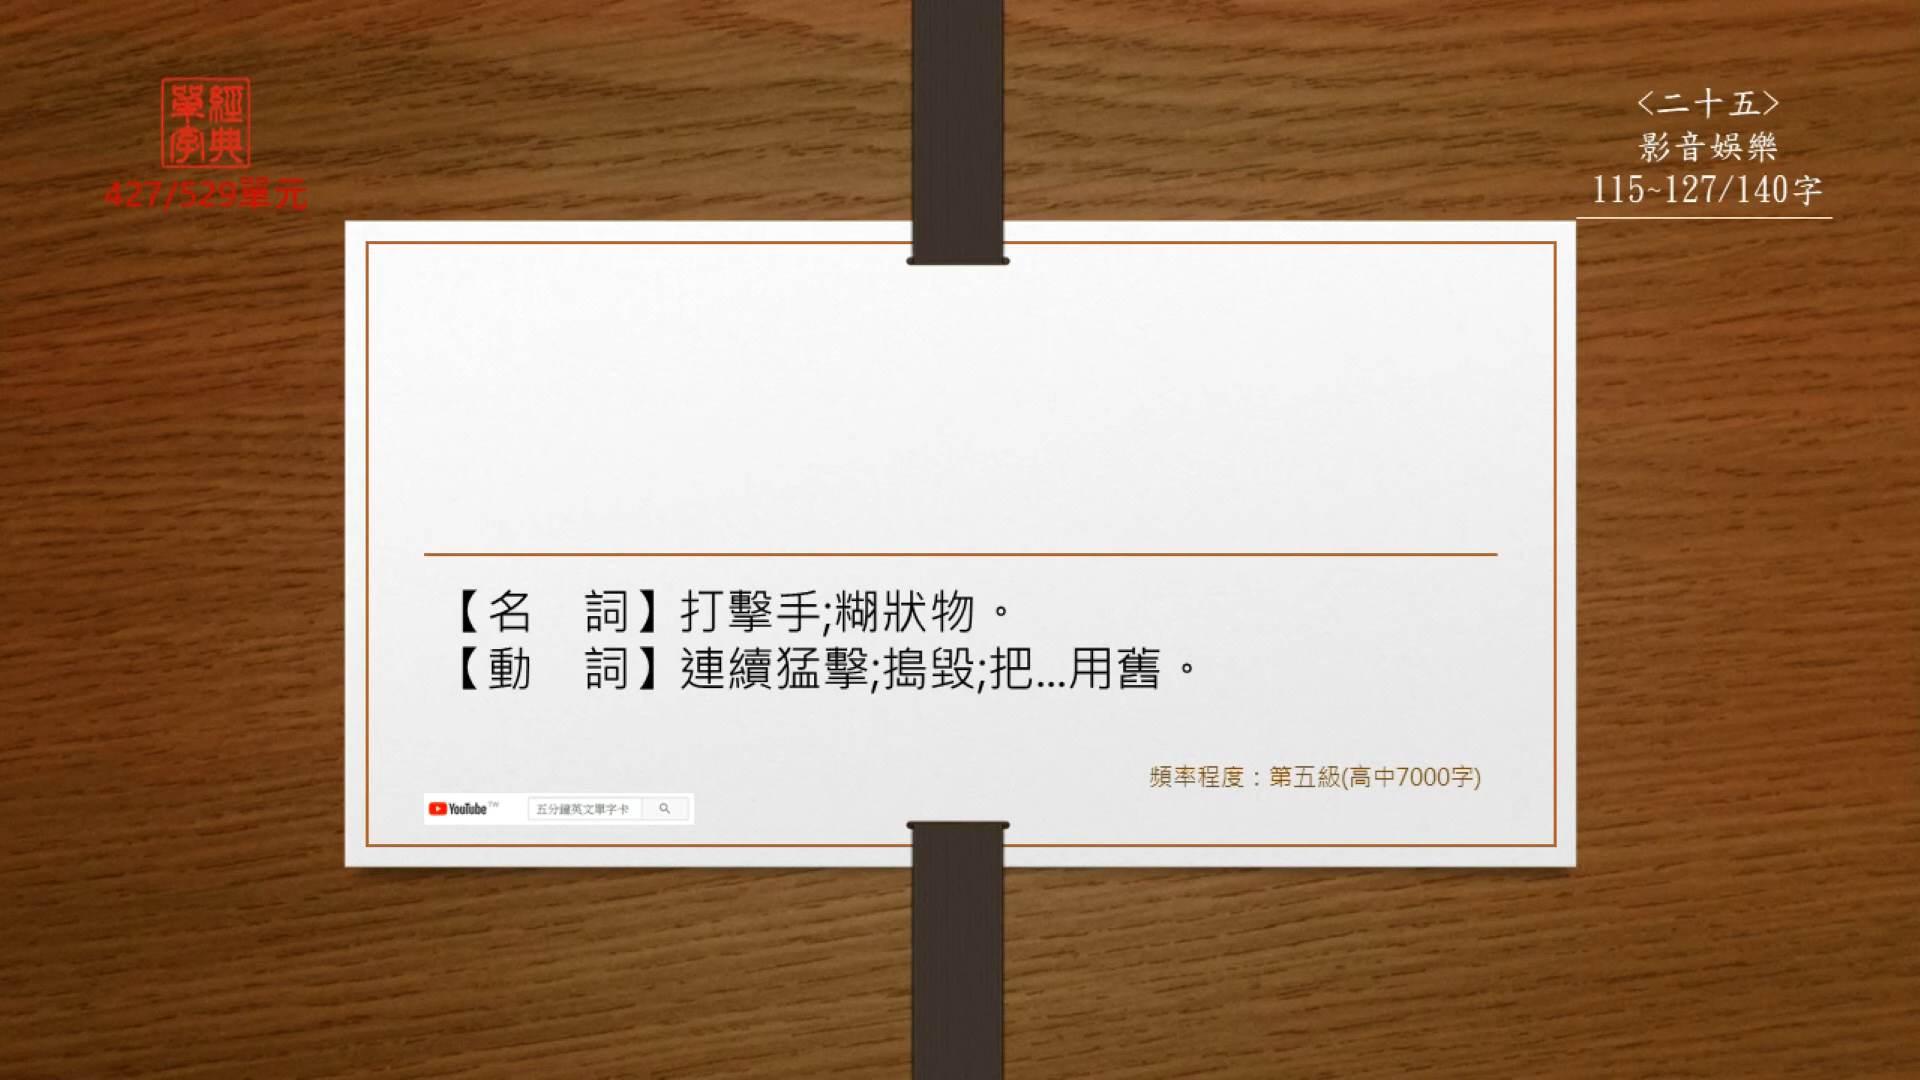 單經
字典
427/529單元
<二十五>
影音娛樂
115~127/140字
【名　詞】打擊手;糊狀物。
【動　詞】連續猛擊;搗毀;把...用舊。
頻率程度：第五級(高中7000字)
YouTube TW
五分鐘英文單字卡